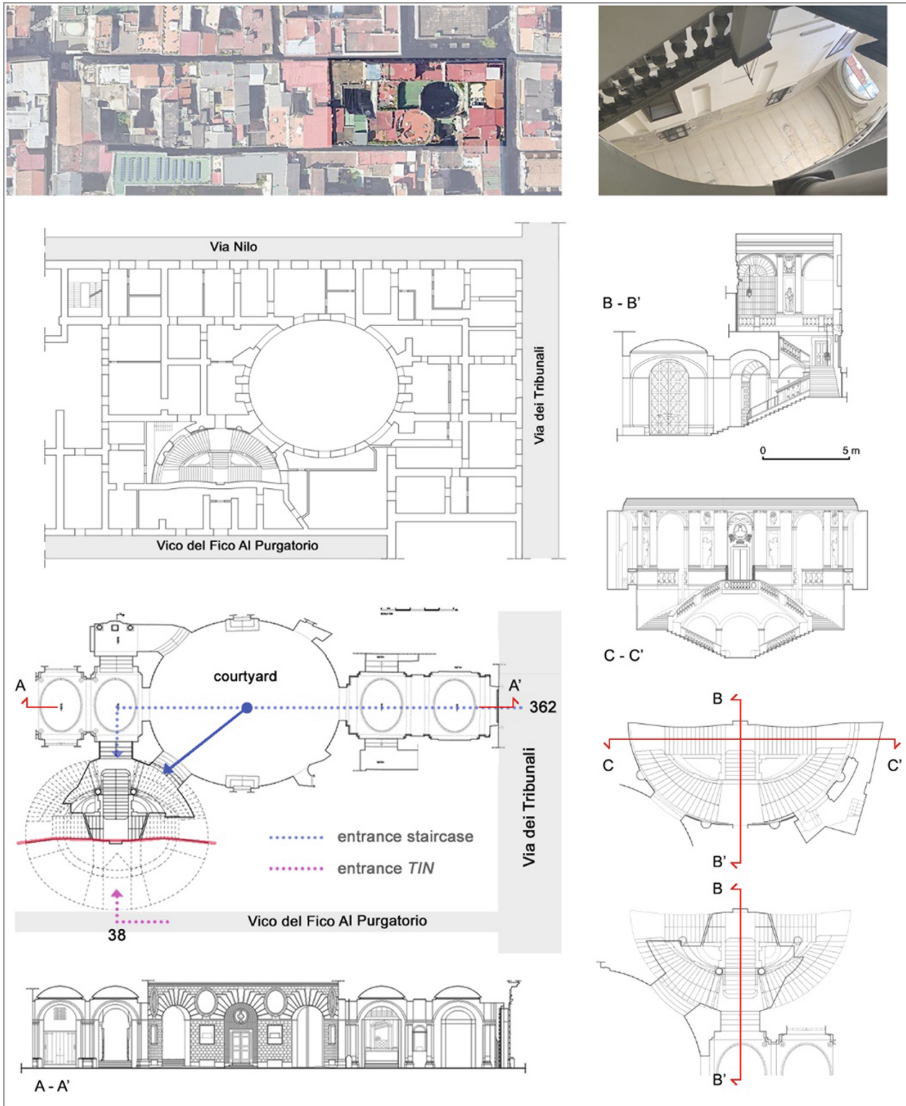 Via Nilo
Via dei Tribunali
Vico del Fico Al Purgatorio
B - B’
0
5 m
C - C’
A
courtyard
A’
362
Via dei Tribunali
entrance staircase
entrance TIN
Vico del Fico Al Purgatorio
38
A - A’
B
C
C’
B’
B
B’